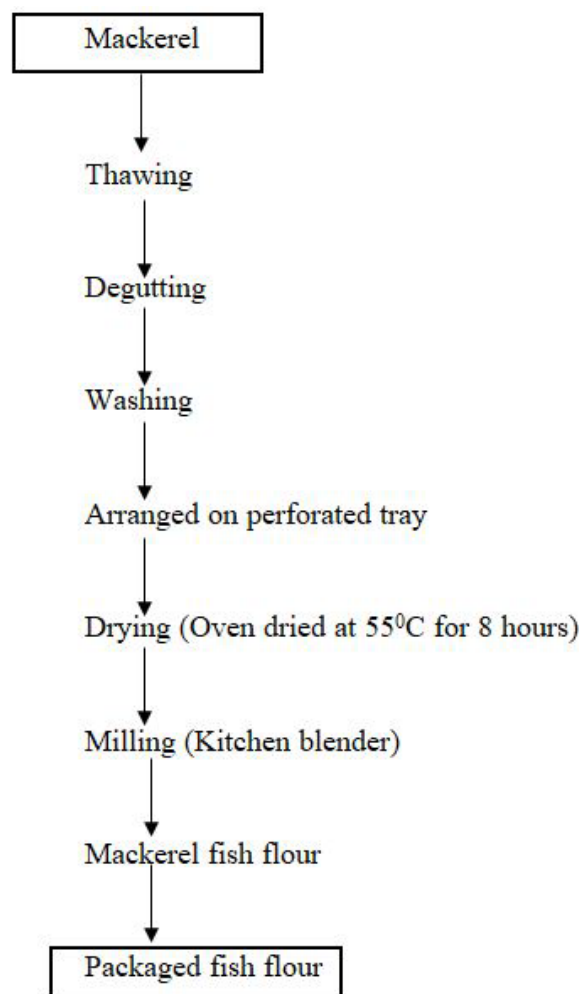 Mackerel
Thawing
Degutting
Washing
Arranged on perforated tray
Drying (Oven dried at 55⁰C for 8 hours)
Milling (Kitchen blender)
Mackerel fish flour
Packaged fish flour